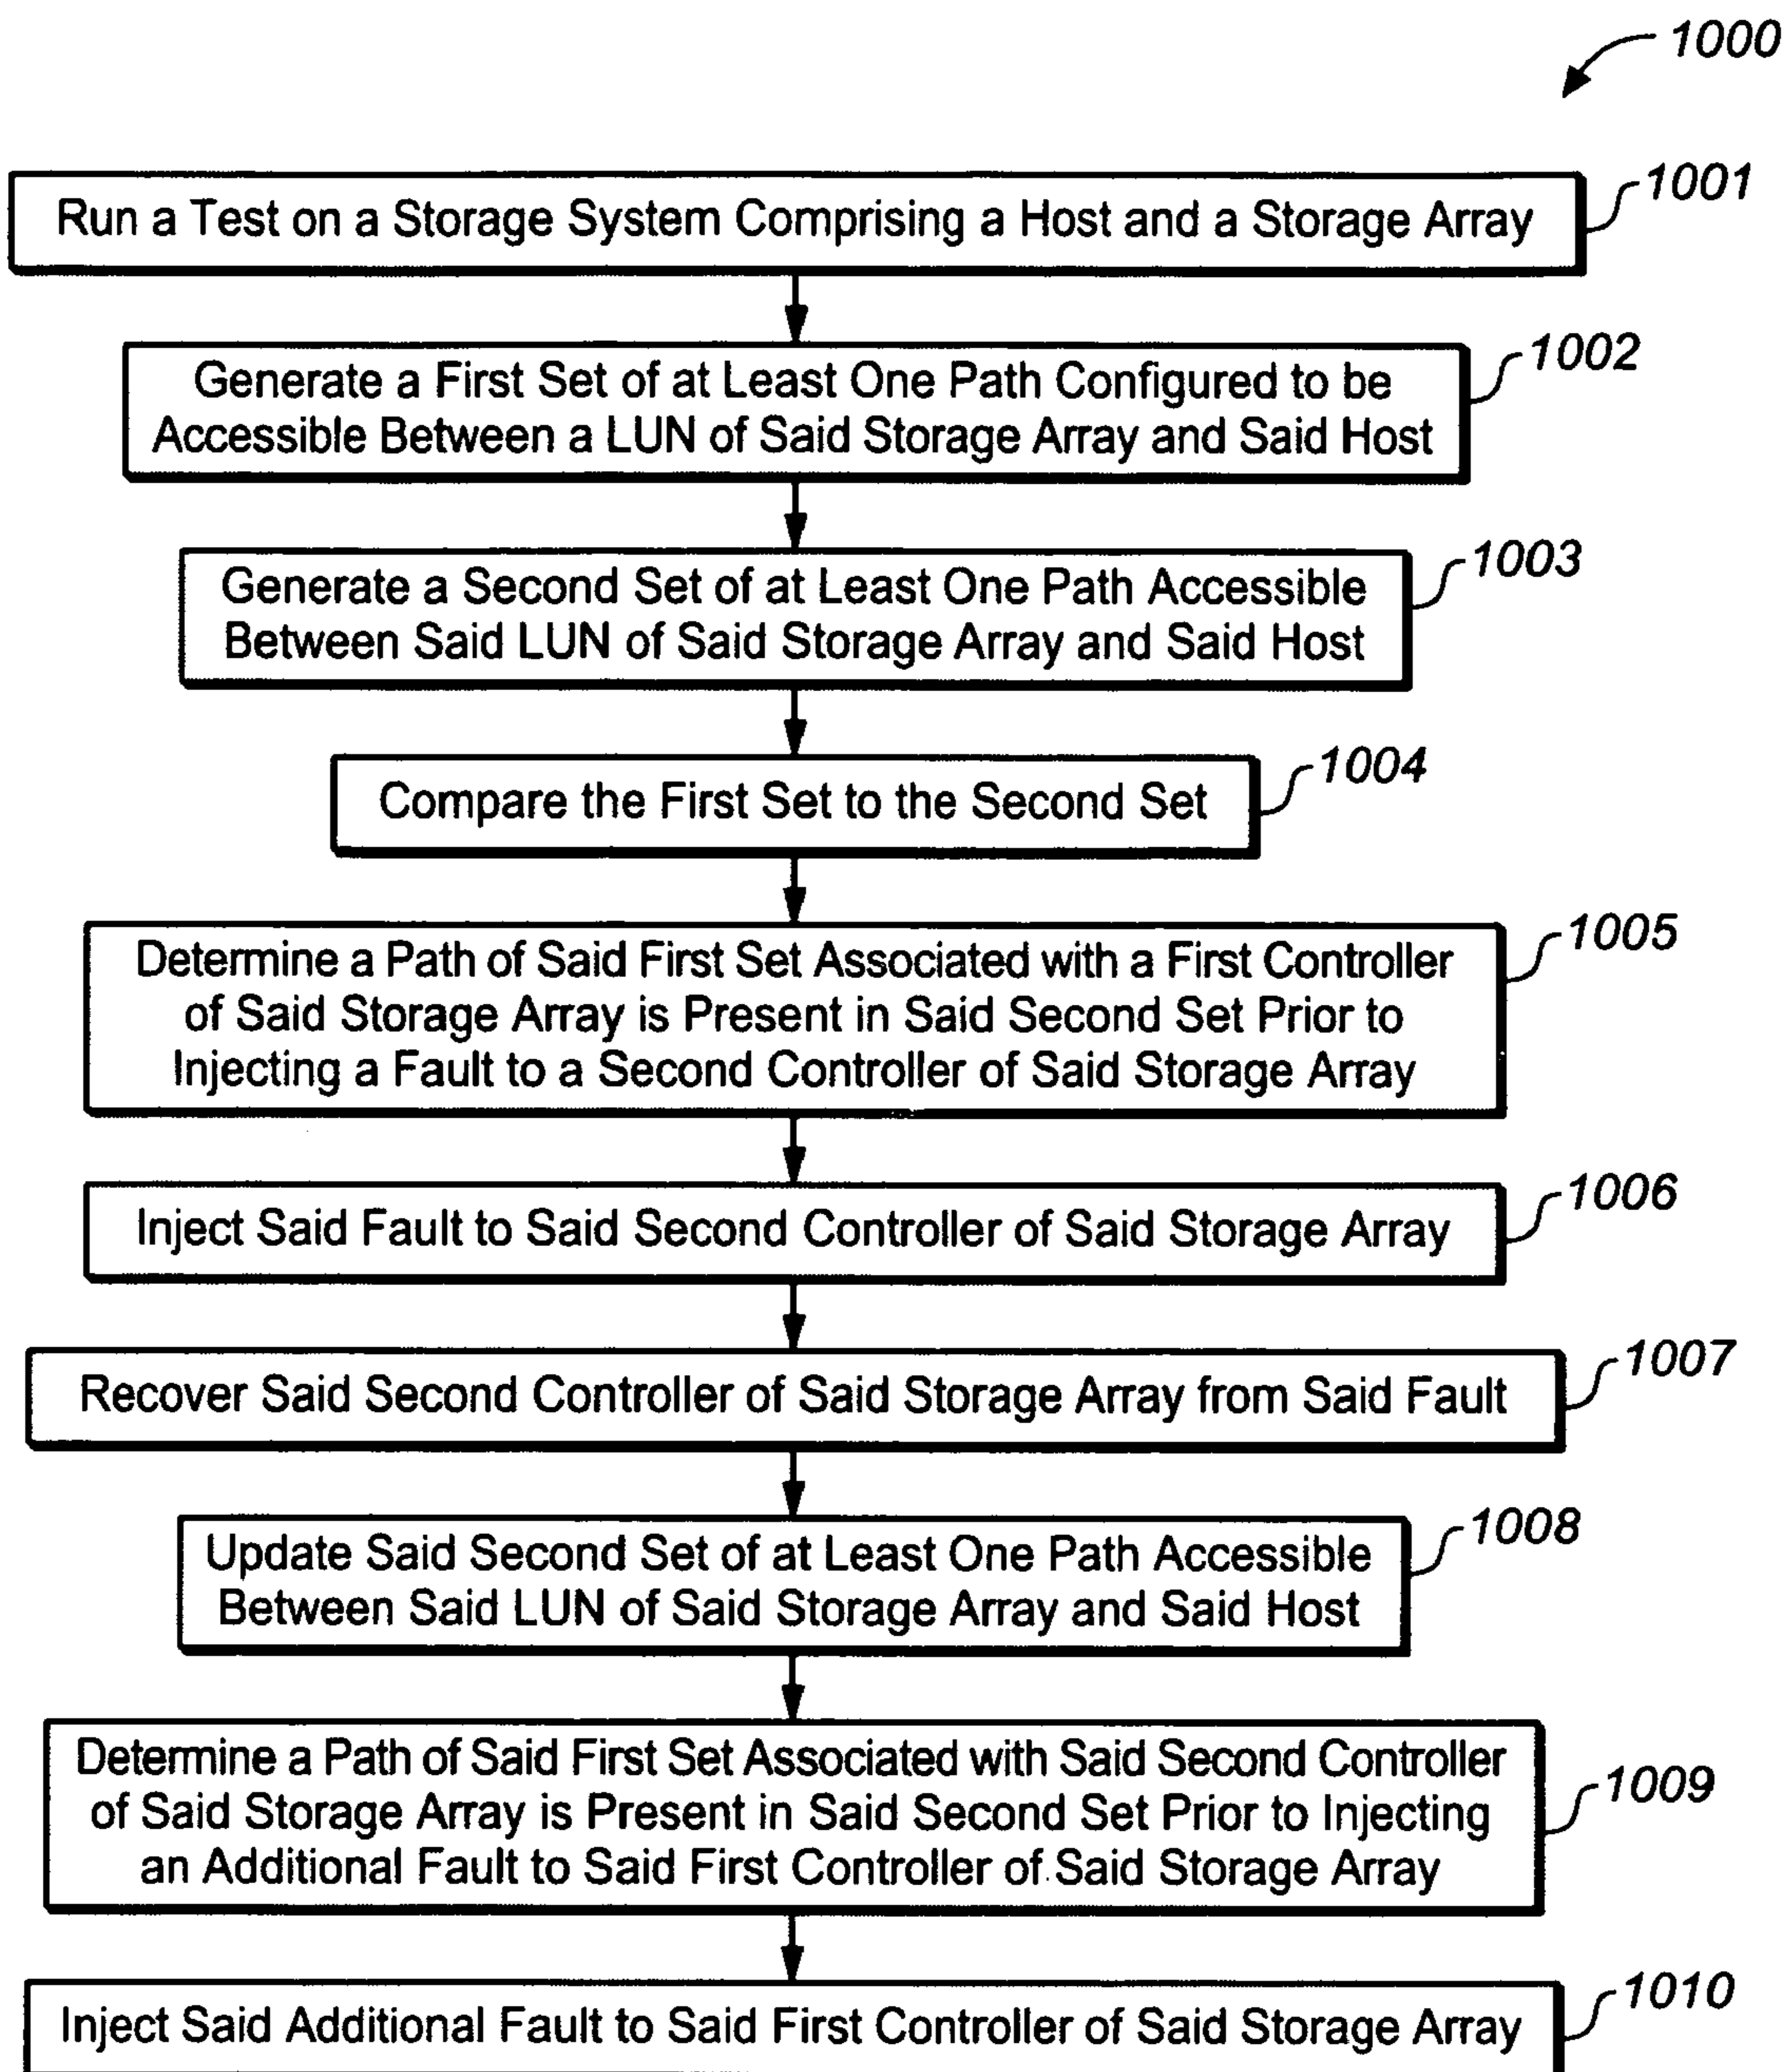 1000
1001
Run a Test on a Storage System Comprising a Host and a Storage Array
1002
Generate a First Set of at Least One Path Configured to be
Accessible Between a LUN of Said Storage Array and Said Host
1003
Generate a Second Set of at Least One Path Accessible
Between Said LUN of Said Storage Array and Said Host
1004
Compare the First Set to the Second Set
1005
Determine a Path of Said First Set Associated with a First Controller
of Said Storage Array is Present in Said Second Set Prior to
Injecting a Fault to a Second Controller of Said Storage Array
1006
Inject Said Fault to Said Second Controller of Said Storage Array
1007
Recover Said Second Controller of Said Storage Array from Said Fault
1008
Update Said Second Set of at Least One Path Accessible
Between Said LUN of Said Storage Array and Said Host
1009
Determine a Path of Said First Set Associated with Said Second Controller
of Said Storage Array is Present in Said Second Set Prior to Injecting
an Additional Fault to Said First Controller of Said Storage Array
1010
Inject Said Additional Fault to Said First Controller of Said Storage Array